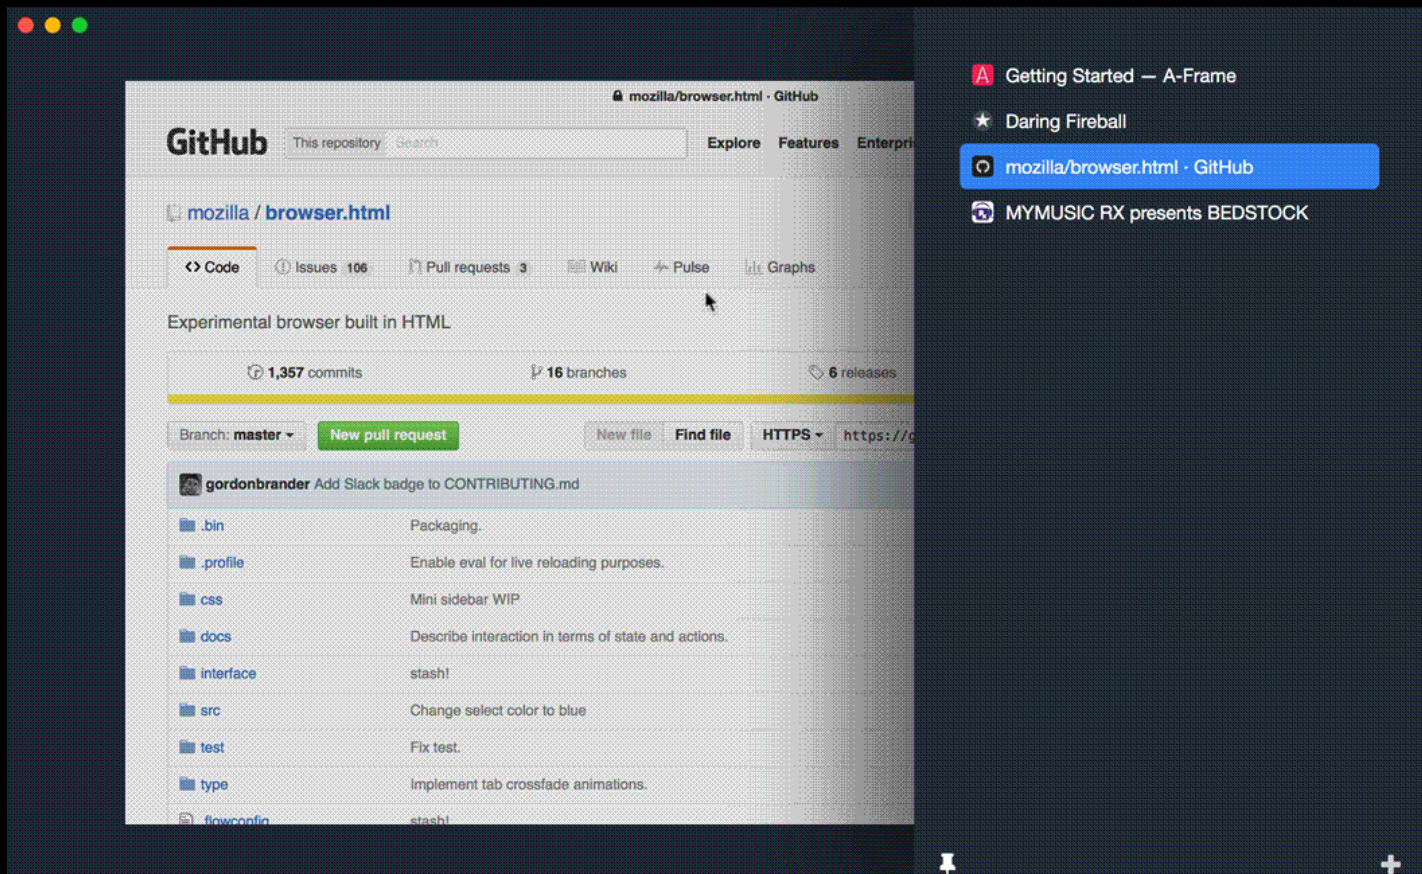 mozilla/browser.html · GitHub
GitHub This repository Search Explore Features
mozilla / browser.html
Code Issues 106 Pull requests 3 Wiki Pulse Graphs
Experimental browser built in HTML
1,357 commits 16 branches 6 releases
Branch: master New pull request New file Find file HTTPS
gordonbrander Add Slack badge to CONTRIBUTING.md
.bin Packaging.
.profile Enable eval for live reloading purposes.
css Mini sidebar WIP
docs Describe interaction in terms of state and actions.
interface stash!
src Change select color to blue
test Fix test.
type Implement tab crossfade animations.
.flowconfig stash!
Getting Started — A-Frame
Daring Fireball
mozilla/browser.html · GitHub
MYMUSIC RX presents BEDSTOCK